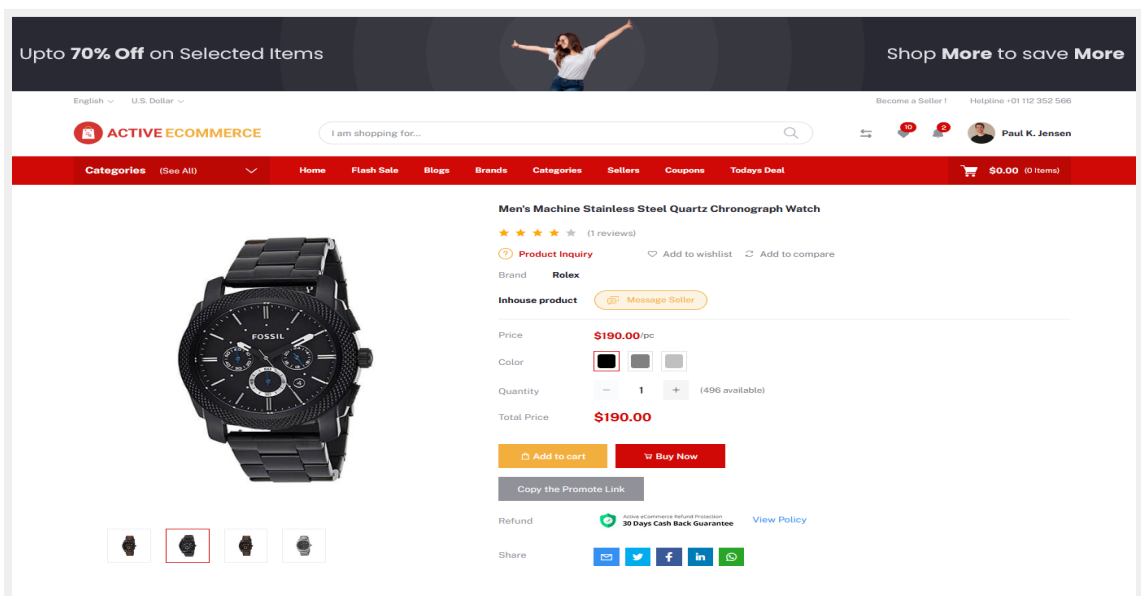 Upto 70% Off on Selected Items
Shop More to save More
English
U.S. Dollar
Become a Seller !
Helpline +01 112 352 566
ACTIVE ECOMMERCE
I am shopping for...
10
2
Paul K. Jensen
Categories (See All)
Home
Flash Sale
Blogs
Brands
Categories
Sellers
Coupons
Todays Deal
$0.00 (0 Items)
Men's Machine Stainless Steel Quartz Chronograph Watch
(1 reviews)
? Product Inquiry
Add to wishlist
Add to compare
Brand Rolex
Inhouse product
Message Seller
FOSSIL
4
Price $190.00/pc
Color
Quantity − 1 + (496 available)
Total Price $190.00
Add to cart
Buy Now
Copy the Promote Link
Refund
Active eCommerce Refund Protection
30 Days Cash Back Guarantee
View Policy
Share
f
in